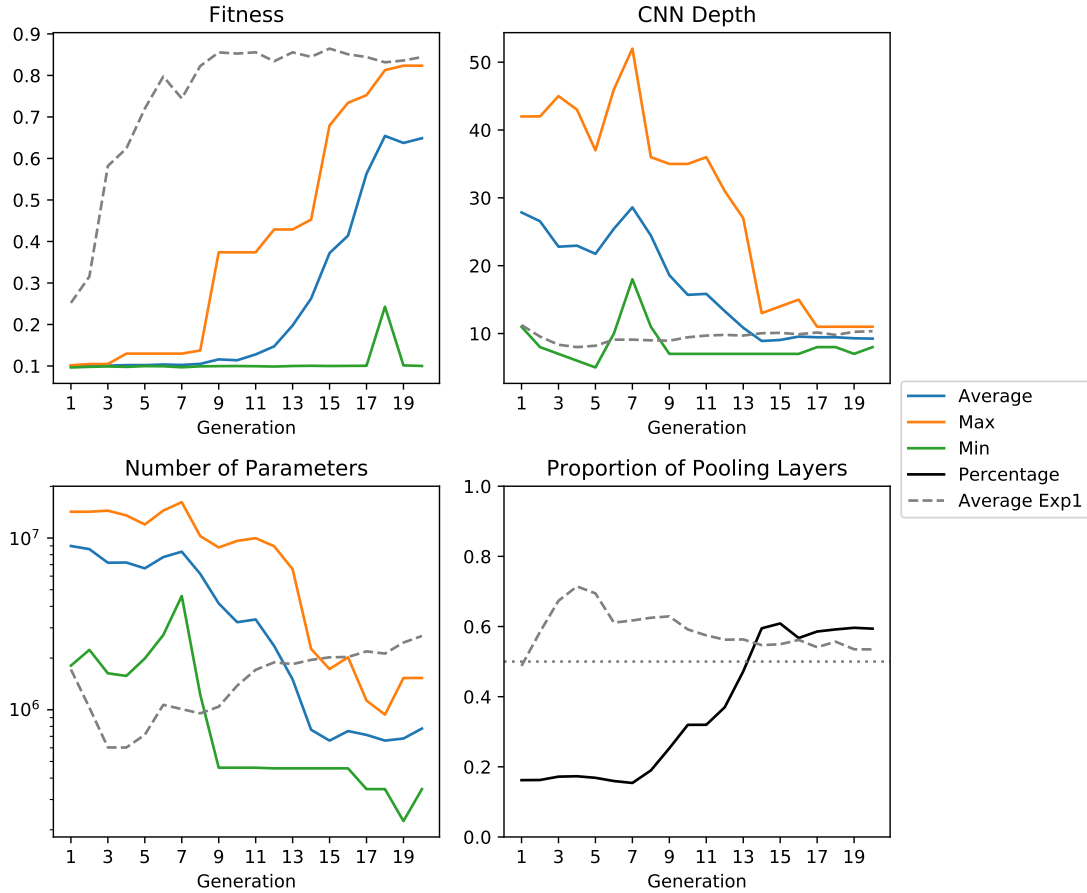 Fitness
0.9
0.8
0.7
0.6
0.5
0.4
0.3
0.2
0.1
1 3 5 7 9 11 13 15 17 19
Generation
CNN Depth
50
40
30
20
10
1 3 5 7 9 11 13 15 17 19
Generation
Number of Parameters
10⁷
10⁶
1 3 5 7 9 11 13 15 17 19
Generation
Proportion of Pooling Layers
1.0
0.8
0.6
0.4
0.2
0.0
1 3 5 7 9 11 13 15 17 19
Generation
Average
Max
Min
Percentage
Average Exp1